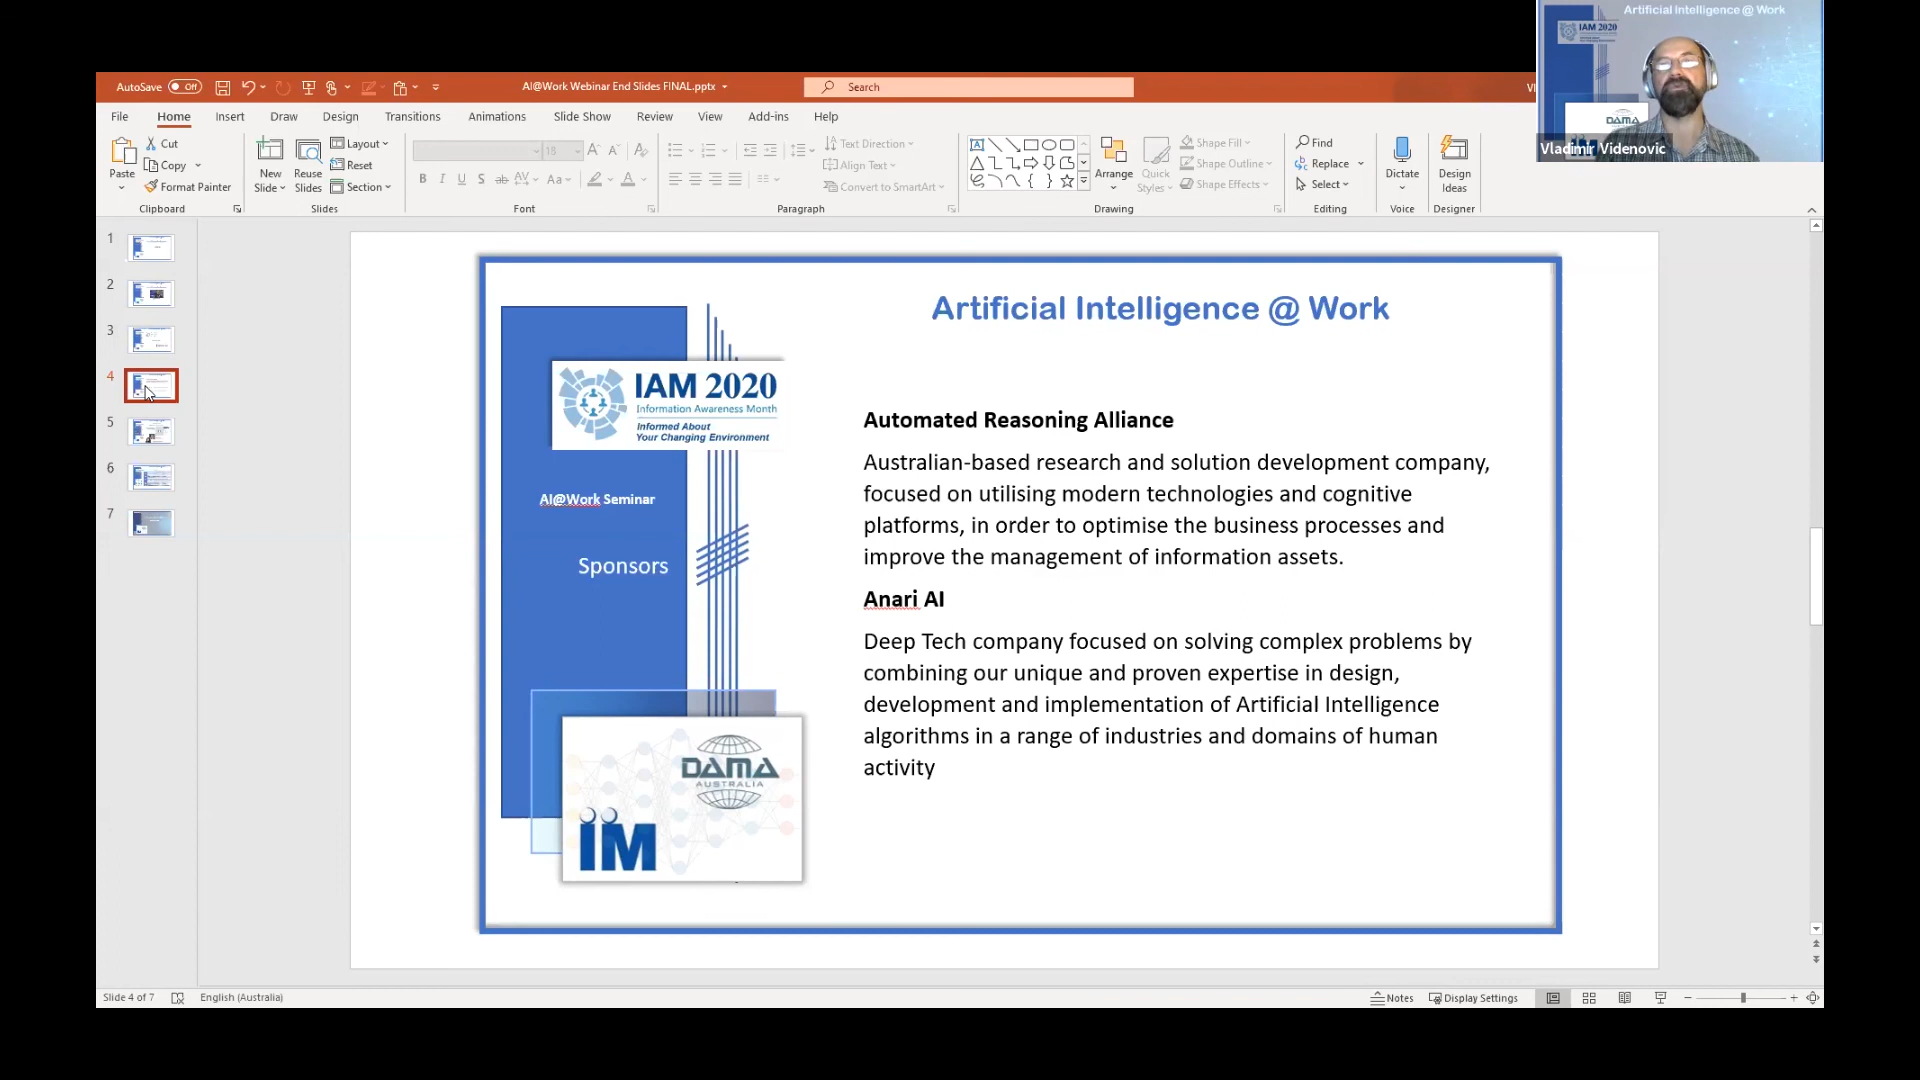 Artificial Intelligence @ Work
IAM 2020
DAMA
Vladimir Videnovic
AutoSave Off
AI@Work Webinar End Slides FINAL.pptx
Search
File Home Insert Draw Design Transitions Animations Slide Show Review View Add-ins Help
Paste
Cut
Copy
Format Painter
Clipboard
New Slide
Reuse Slides
Layout
Reset
Section
Slides
18
Font
Text Direction
Align Text
Convert to SmartArt
Paragraph
Arrange
Quick Styles
Shape Fill
Shape Outline
Shape Effects
Drawing
Find
Replace
Select
Editing
Dictate
Voice
Design Ideas
Designer
1
2
3
4
5
6
7
Artificial Intelligence @ Work
IAM 2020
Information Awareness Month
Informed About
Your Changing Environment
AI@Work Seminar
Sponsors
DAMA
AUSTRALIA
iiM
Automated Reasoning Alliance
Australian-based research and solution development company,
focused on utilising modern technologies and cognitive
platforms, in order to optimise the business processes and
improve the management of information assets.
Anari AI
Deep Tech company focused on solving complex problems by
combining our unique and proven expertise in design,
development and implementation of Artificial Intelligence
algorithms in a range of industries and domains of human
activity
Slide 4 of 7
English (Australia)
Notes
Display Settings